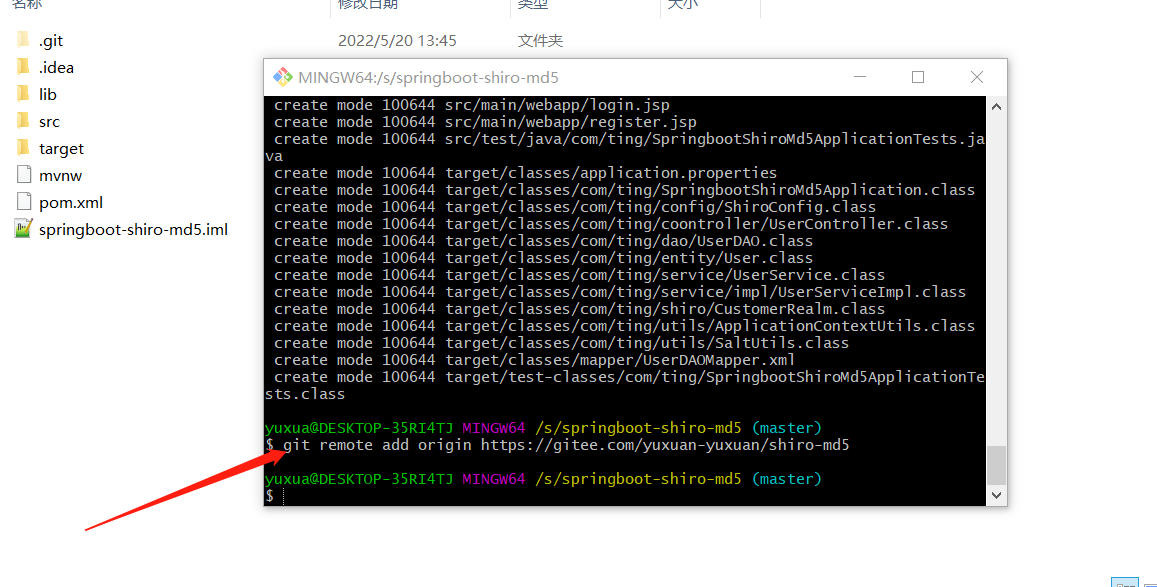 名称 修改日期 类型 大小
.git 2022/5/20 13:45 文件夹
.idea
lib
src
target
mvnw
pom.xml
springboot-shiro-md5.iml
MINGW64:/s/springboot-shiro-md5
create mode 100644 src/main/webapp/login.jsp
create mode 100644 src/main/webapp/register.jsp
create mode 100644 src/test/java/com/ting/SpringbootShiroMd5ApplicationTests.ja
va
create mode 100644 target/classes/application.properties
create mode 100644 target/classes/com/ting/SpringbootShiroMd5Application.class
create mode 100644 target/classes/com/ting/config/ShiroConfig.class
create mode 100644 target/classes/com/ting/coontroller/UserController.class
create mode 100644 target/classes/com/ting/dao/UserDAO.class
create mode 100644 target/classes/com/ting/entity/User.class
create mode 100644 target/classes/com/ting/service/UserService.class
create mode 100644 target/classes/com/ting/service/impl/UserServiceImpl.class
create mode 100644 target/classes/com/ting/shiro/CustomerRealm.class
create mode 100644 target/classes/com/ting/utils/ApplicationContextUtils.class
create mode 100644 target/classes/com/ting/utils/SaltUtils.class
create mode 100644 target/classes/mapper/UserDAOMapper.xml
create mode 100644 target/test-classes/com/ting/SpringbootShiroMd5ApplicationTe
sts.class
yuxua@DESKTOP-35RI4TJ MINGW64 /s/springboot-shiro-md5 (master)
$ git remote add origin https://gitee.com/yuxuan-yuxuan/shiro-md5
yuxua@DESKTOP-35RI4TJ MINGW64 /s/springboot-shiro-md5 (master)
$